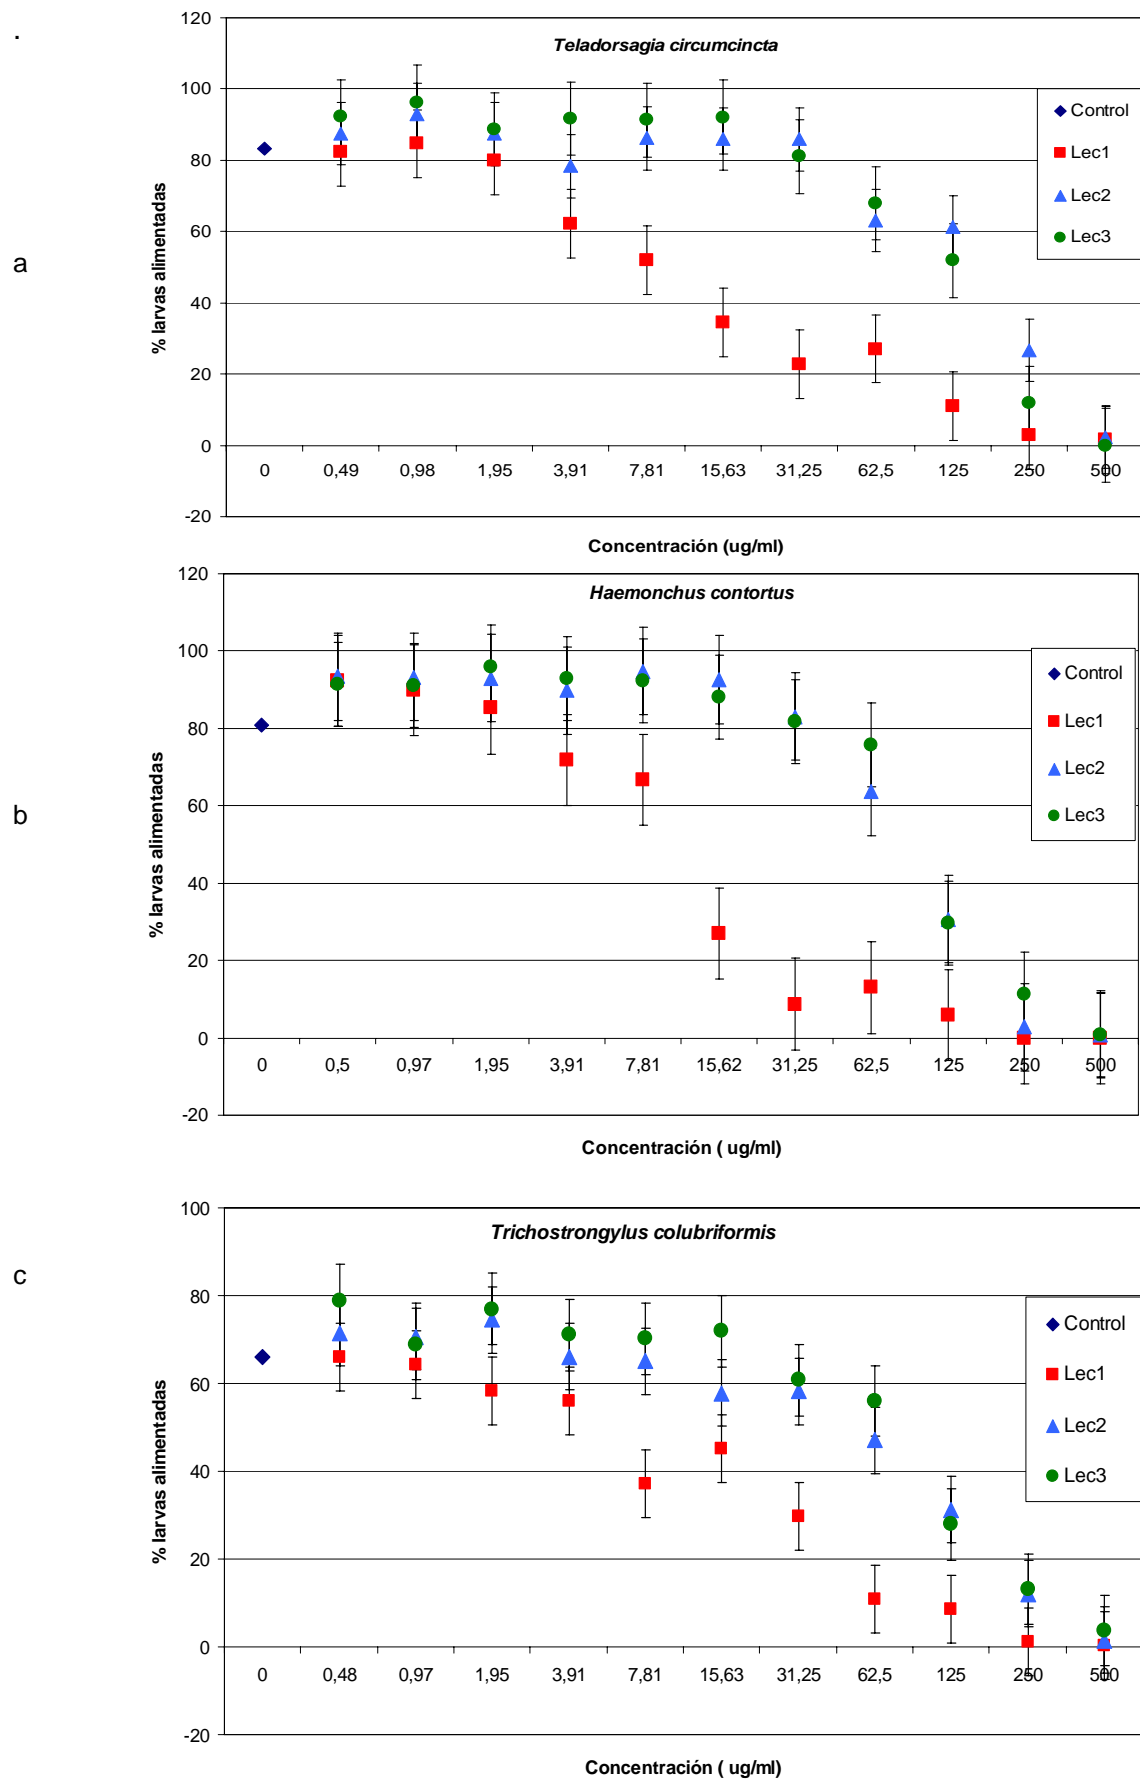 .
a
Teladorsagia circumcincta
120
100
80
60
40
20
0
-20
% larvas alimentadas
0 0,49 0,98 1,95 3,91 7,81 15,63 31,25 62,5 125 250 500
Concentración (ug/ml)
Control
Lec1
Lec2
Lec3
b
Haemonchus contortus
120
100
80
60
40
20
0
-20
% larvas alimentadas
0 0,5 0,97 1,95 3,91 7,81 15,62 31,25 62,5 125 250 500
Concentración ( ug/ml)
Control
Lec1
Lec2
Lec3
c
Trichostrongylus colubriformis
100
80
60
40
20
0
-20
% larvas alimentadas
0 0,48 0,97 1,95 3,91 7,81 15,63 31,25 62,5 125 250 500
Concentración ( ug/ml)
Control
Lec1
Lec2
Lec3